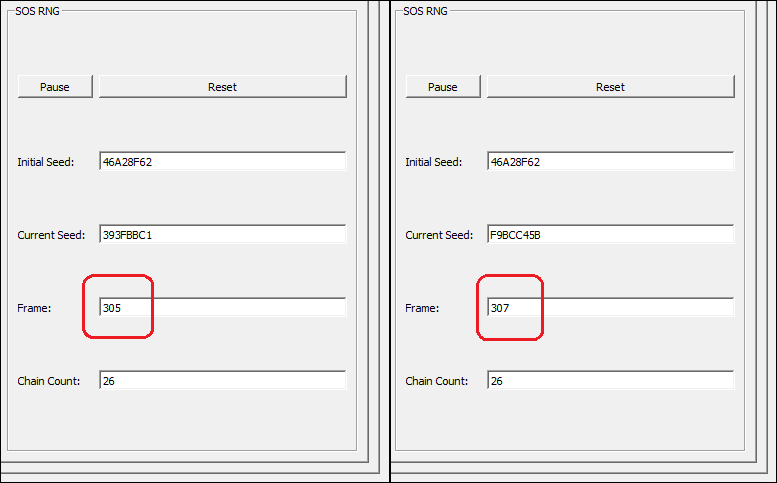 SOS RNG
Pause Reset
Initial Seed: 46A28F62
Current Seed: 393FBBC1
Frame: 305
Chain Count: 26
SOS RNG
Pause Reset
Initial Seed: 46A28F62
Current Seed: F9BCC45B
Frame: 307
Chain Count: 26